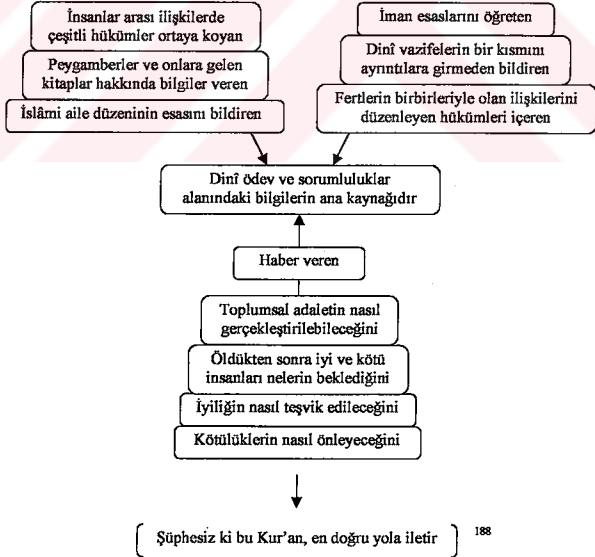 İnsanlar arası ilişkilerde
çeşitli hükümler ortaya koyan
Peygamberler ve onlara gelen
kitaplar hakkında bilgiler veren
İslâmi aile düzeninin esasını bildiren
İman esaslarını öğreten
Dinî vazifelerin bir kısmını
ayrıntılara girmeden bildiren
Fertlerin birbirleriyle olan ilişkilerini
düzenleyen hükümleri içeren
Dinî ödev ve sorumluluklar
alanındaki bilgilerin ana kaynağıdır
Haber veren
Toplumsal adaletin nasıl
gerçekleştirilebileceğini
Öldükten sonra iyi ve kötü
insanları nelerin beklediğini
İyiliğin nasıl teşvik edileceğini
Kötülüklerin nasıl önleyeceğini
Şüphesiz ki bu Kur'an, en doğru yola iletir 188